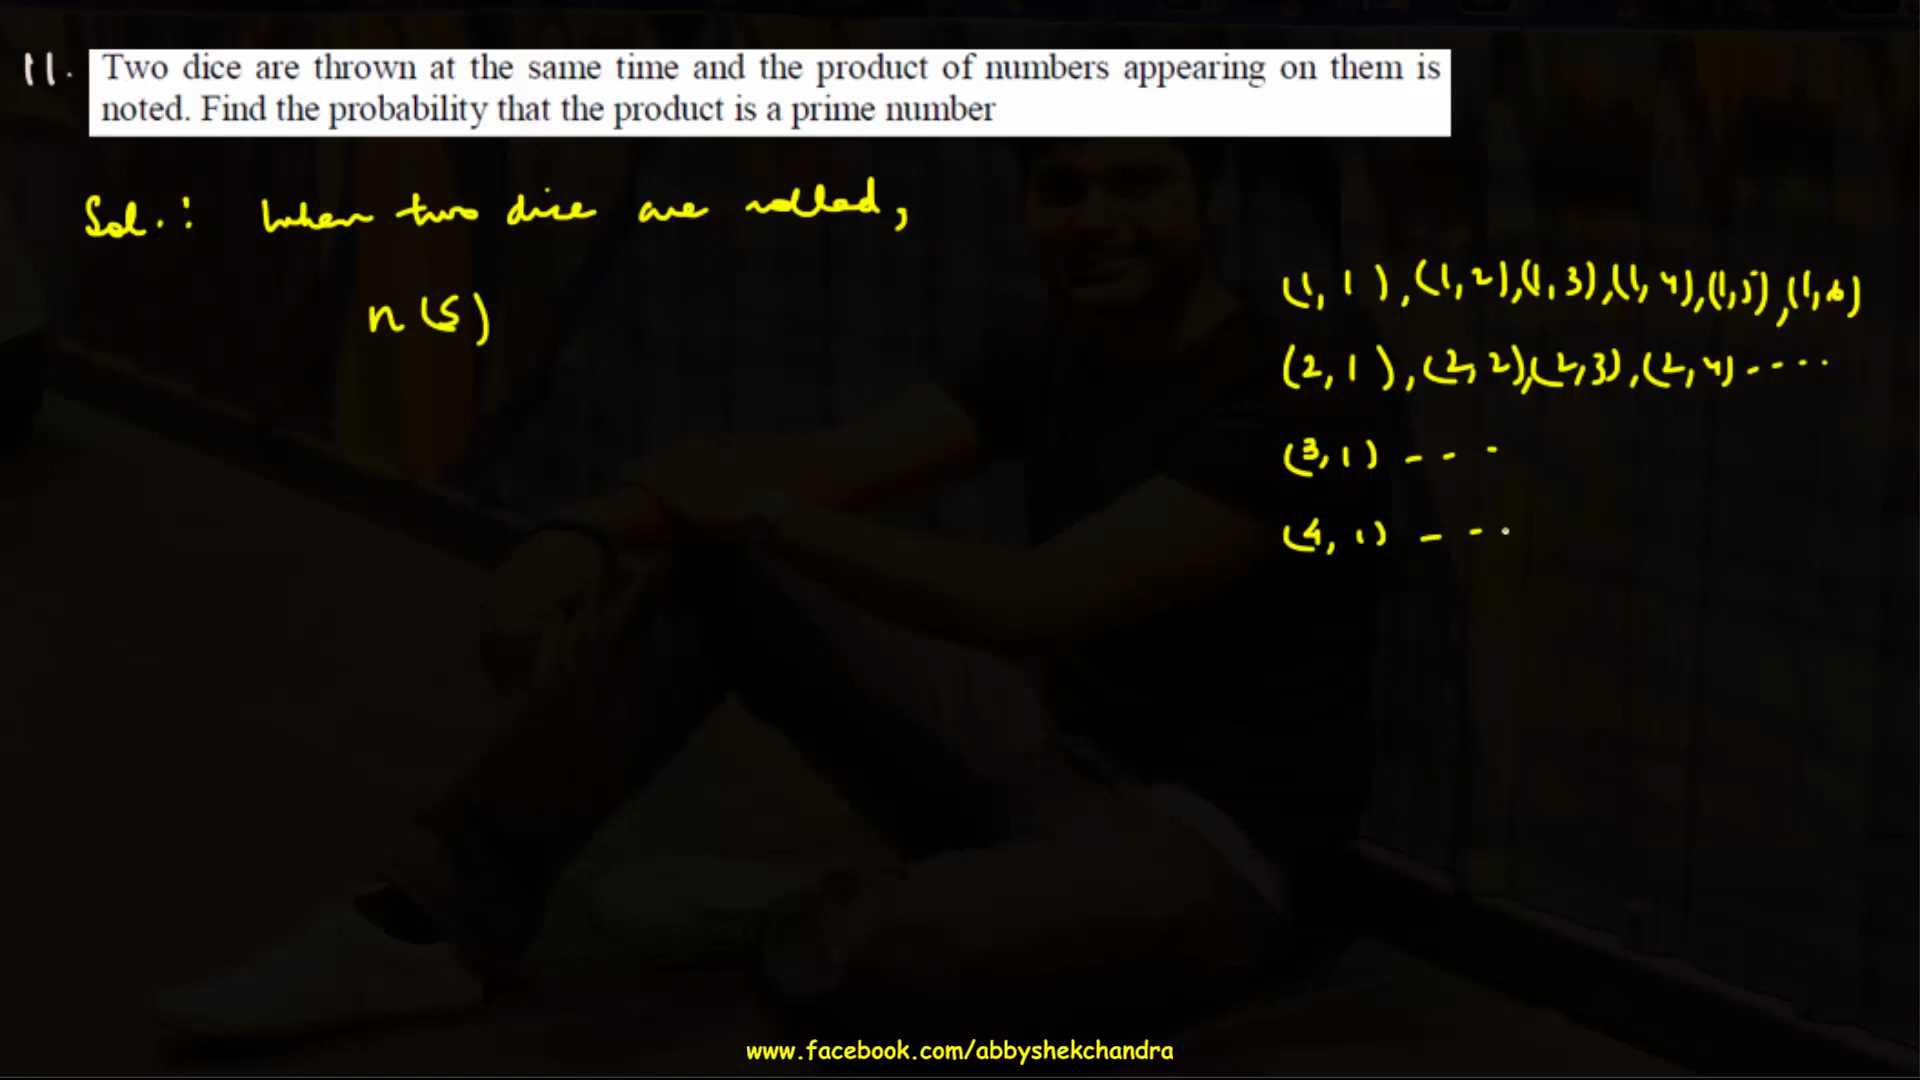 11. Two dice are thrown at the same time and the product of numbers appearing on them is
noted. Find the probability that the product is a prime number
Sol. : When two dice are rolled,
n(S)
(1, 1), (1, 2), (1, 3), (1, 4), (1, 5), (1, 6)
(2, 1), (2, 2), (2, 3), (2, 4) - - - -
(3, 1) - - -
(4, 1) - - -
www.facebook.com/abbyshekchandra